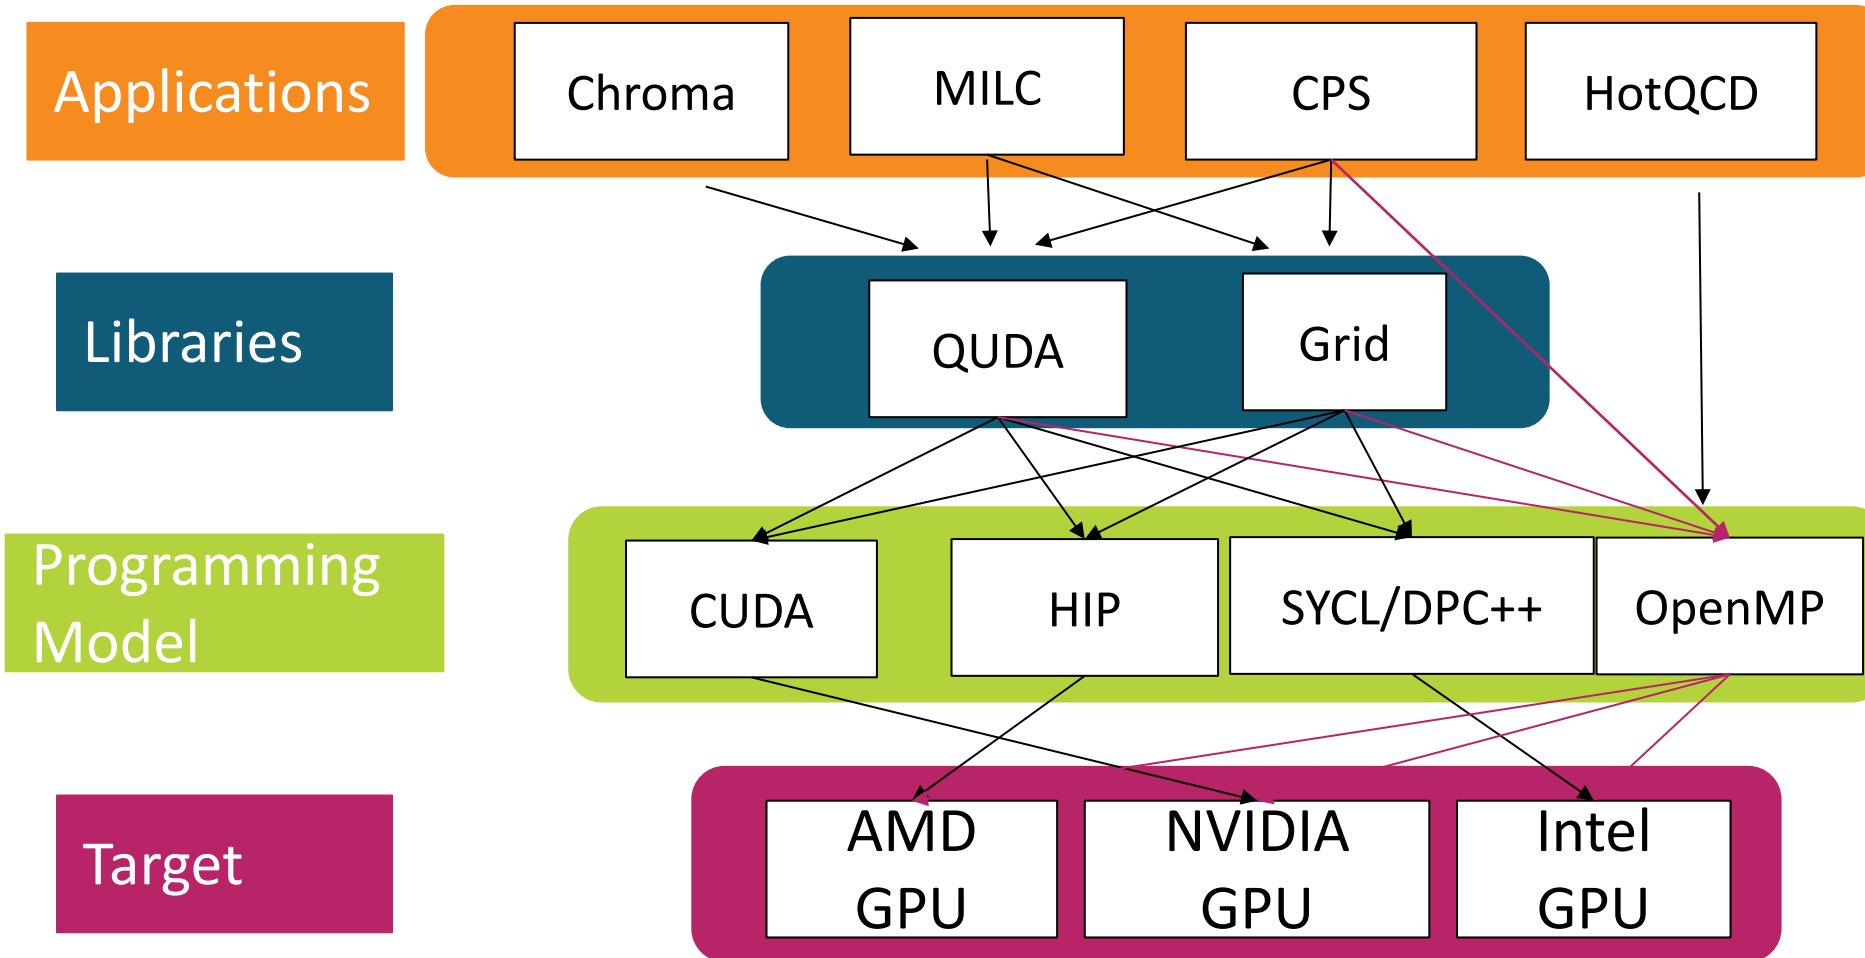 Applications
Chroma
MILC
CPS
HotQCD
Libraries
QUDA
Grid
Programming
Model
CUDA
HIP
SYCL/DPC++
OpenMP
Target
AMD
GPU
NVIDIA
GPU
Intel
GPU